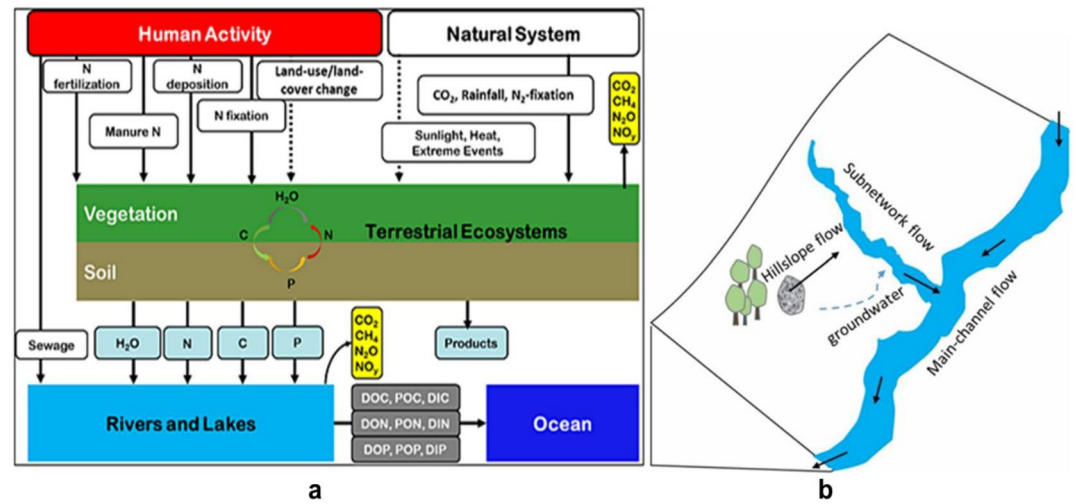 Human Activity
Natural System
N
fertilization
N
deposition
Land-use/land-
cover change
Manure N
N fixation
CO₂, Rainfall, N₂-fixation
Sunlight, Heat,
Extreme Events
CO₂
CH₄
N₂O
NOᵧ
Vegetation
Soil
H₂O
C
N
P
Terrestrial Ecosystems
Sewage
H₂O
N
C
P
CO₂
CH₄
N₂O
NOᵧ
Products
Rivers and Lakes
DOC, POC, DIC
DON, PON, DIN
DOP, POP, DIP
Ocean
a
Subnetwork flow
Hillslope flow
groundwater
Main-channel flow
b